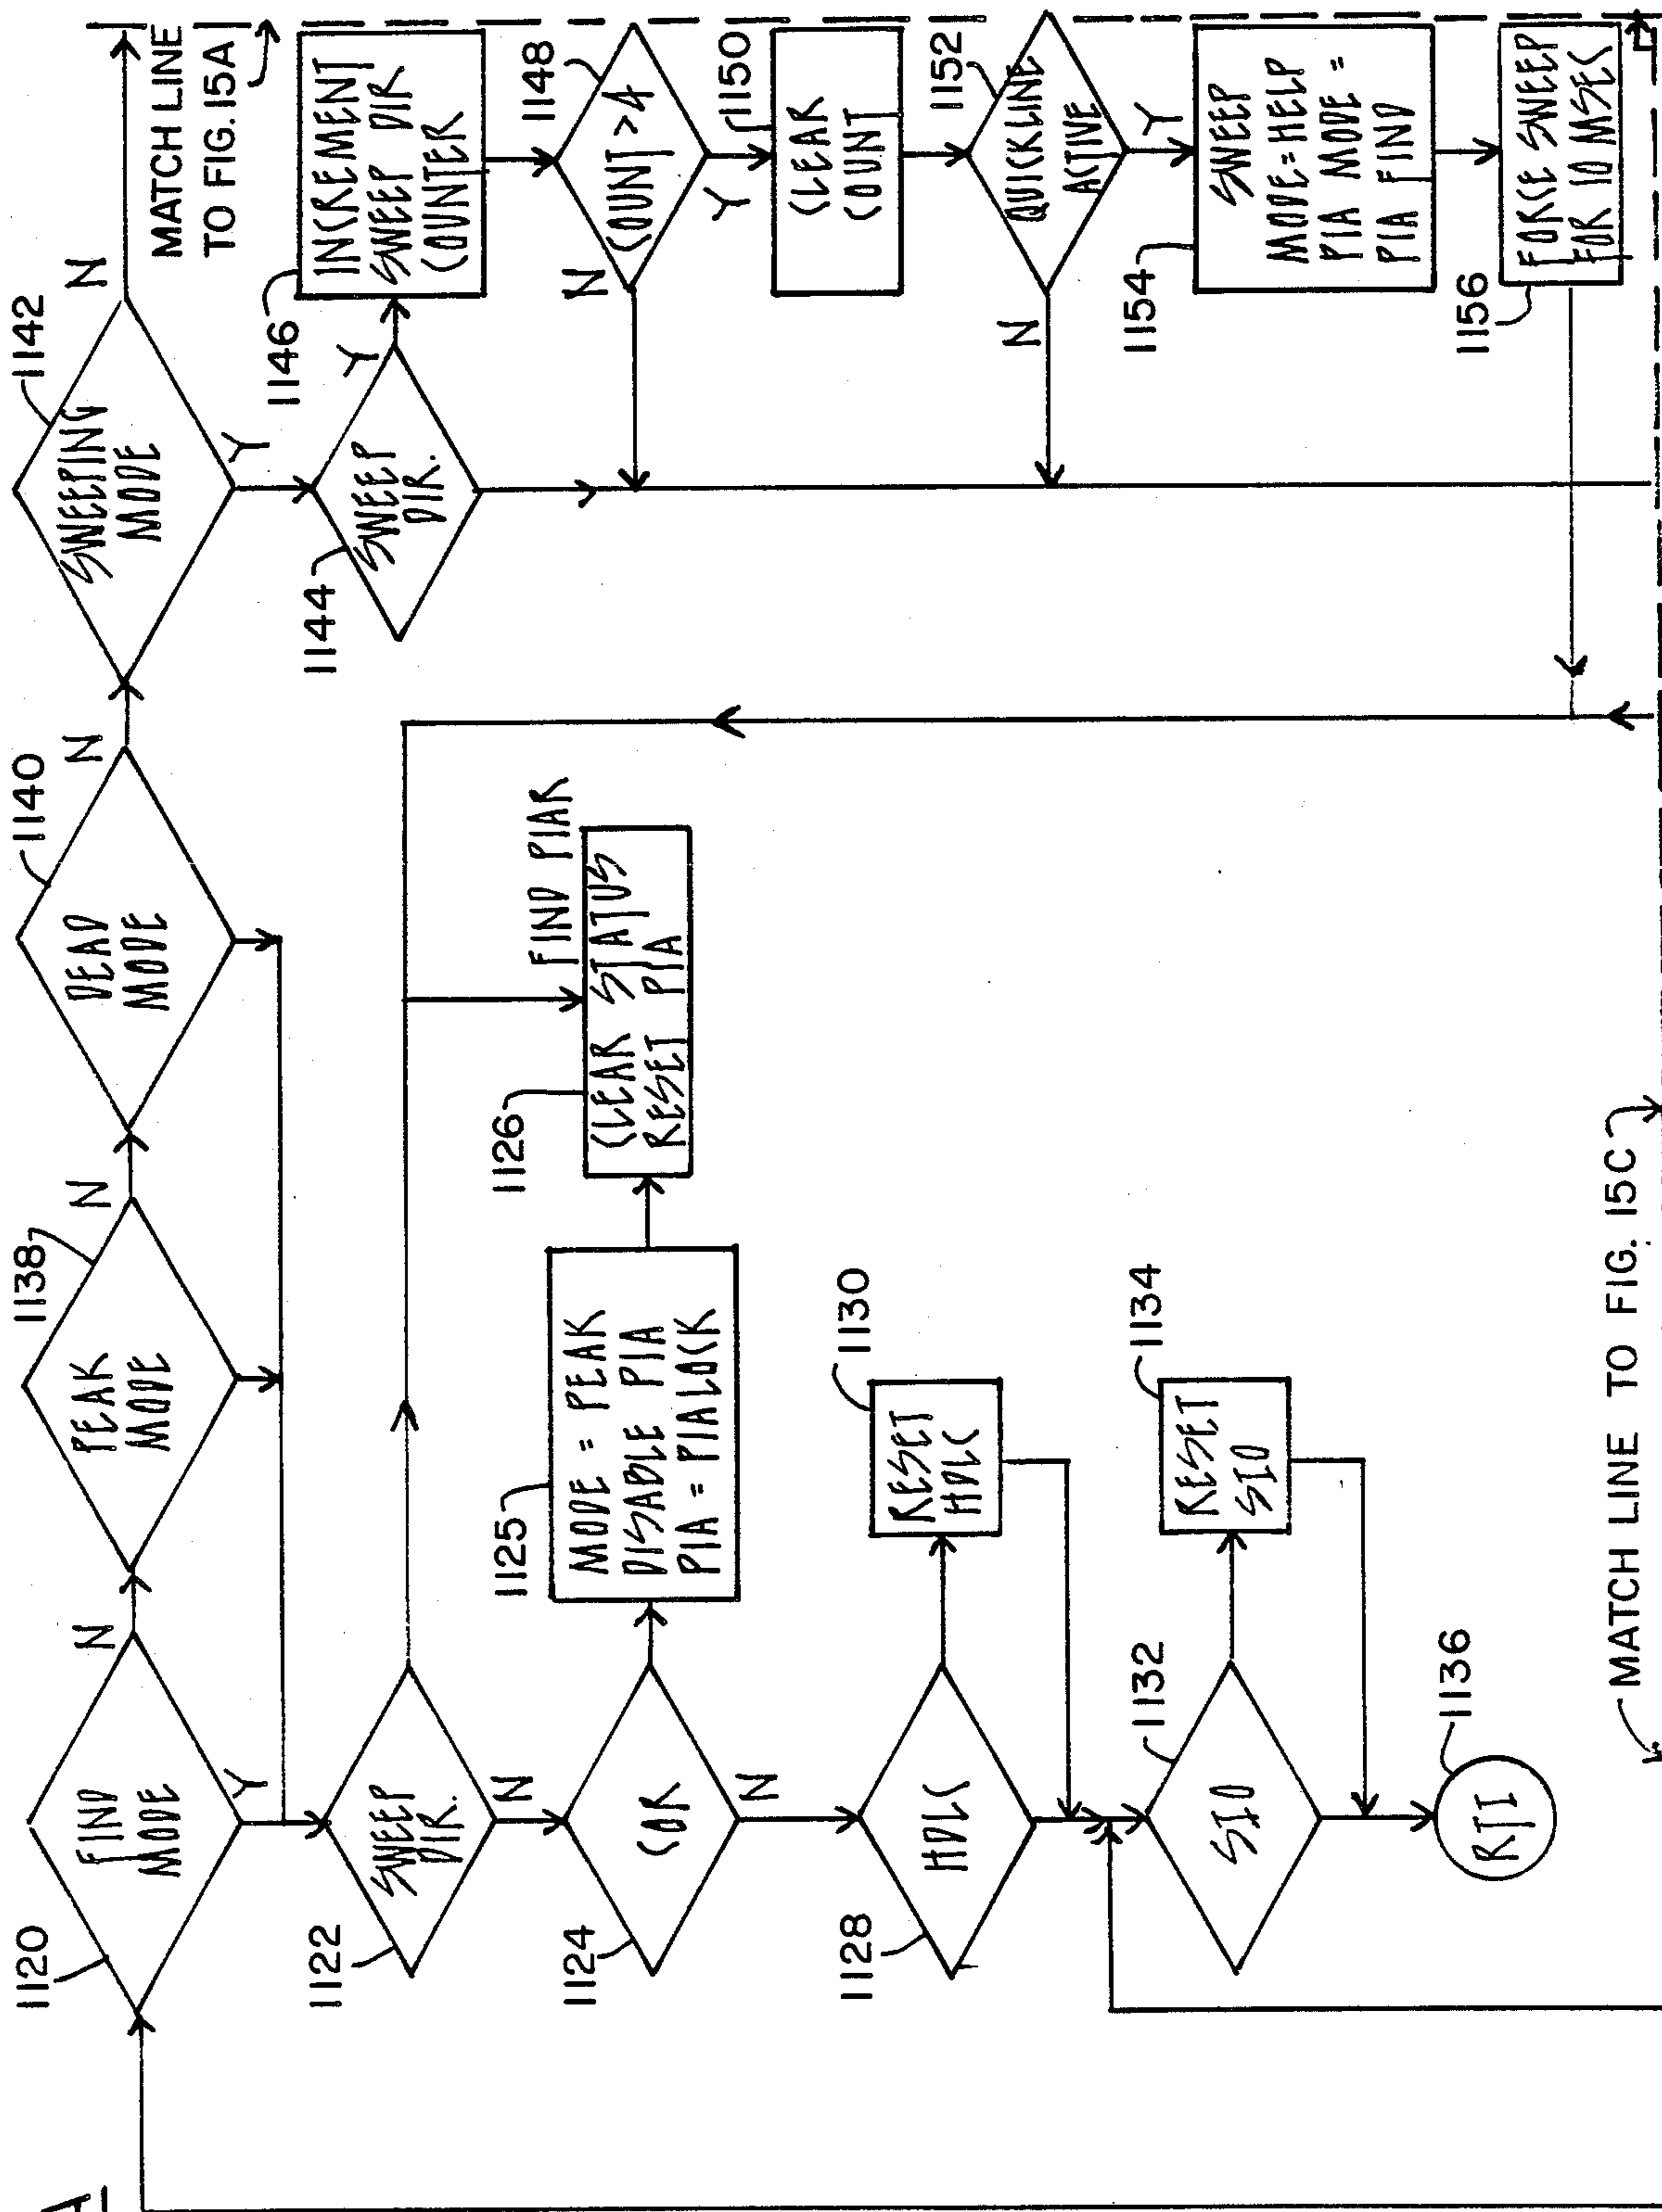 A
1120
FIND
MODE
N
Y
1138
PEAK
MODE
N
1140
DEAD
MODE
N
1142
SWEEPING
MODE
N
Y
MATCH LINE
TO FIG. 15A
1122
SWEEP
DIR.
N
1144
SWEEP
DIR.
Y
1146
INCREMENT
SWEEP DIR
COUNTER
1124
COR
N
1125
MODE = PEAK
DISABLE PIA
PIA = PIALOCK
1126
FIND PIAR
CLEAR STATUS
RESET PIA
1148
COUNT >4
N
Y
1150
CLEAR
COUNT
1128
HDLC
1130
RESET
HDLC
1152
QUICKLINE
ACTIVE
N
Y
1132
SIO
1134
RESET
SIO
1154
SWEEP
MODE=HELP
PIA MODE =
PIA FIND
1136
RTI
1156
FORCE SWEEP
FOR 10 MSEC
MATCH LINE TO FIG. 15C